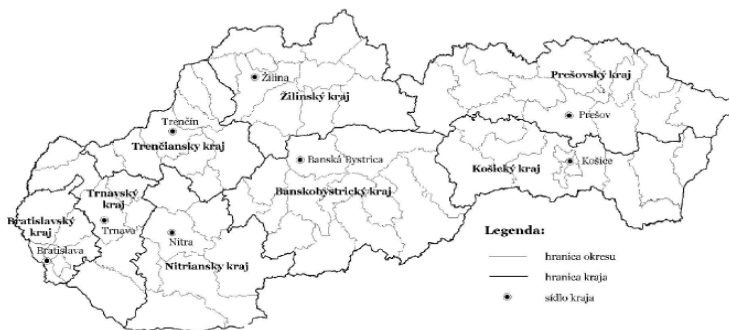 Žilina
Žilinský kraj
Prešovský kraj
Prešov
Trenčín
Trenčiansky kraj
Banská Bystrica
Banskobystrický kraj
Košický kraj
Košice
Trnavský
kraj
Trnava
Bratislavský
kraj
Bratislava
Nitra
Nitriansky kraj
Legenda:
hranica okresu
hranica kraja
sídlo kraja